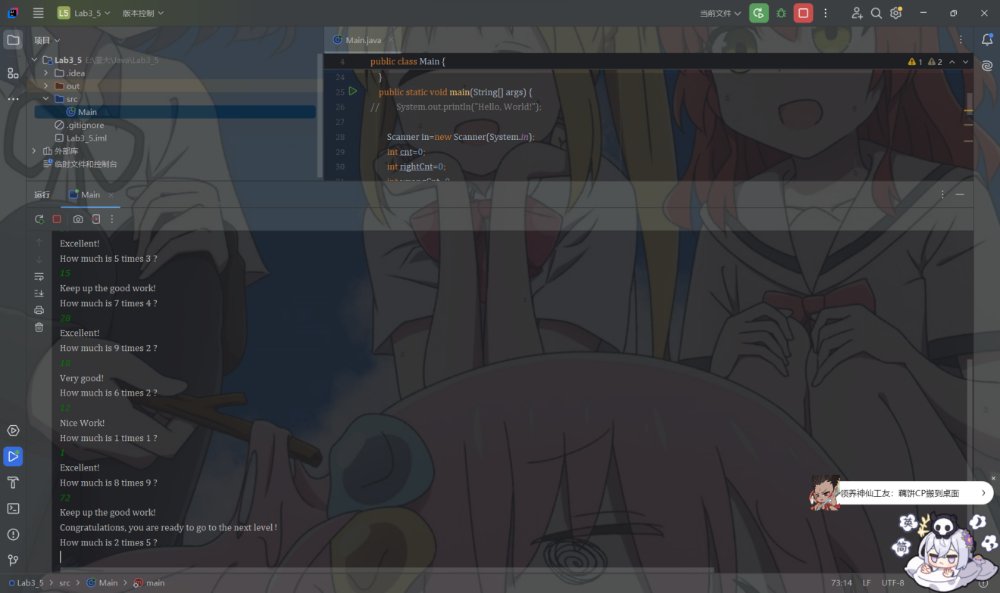 L5 Lab3_5 版本控制 当前文件
项目
Main.java
Lab3_5 E:\厦大\Java\Lab3_5
.idea
out
src
Main
.gitignore
Lab3_5.iml
外部库
临时文件和控制台
4 public class Main {
1 2
24 }
25 public static void main(String[] args) {
26 // System.out.println("Hello, World!");
27
28 Scanner in=new Scanner(System.in);
29 int cnt=0;
30 int rightCnt=0;
运行 Main
Excellent!
How much is 5 times 3 ?
15
Keep up the good work!
How much is 7 times 4 ?
28
Excellent!
How much is 9 times 2 ?
18
Very good!
How much is 6 times 2 ?
12
Nice Work!
How much is 1 times 1 ?
1
Excellent!
How much is 8 times 9 ?
72
Keep up the good work!
Congratulations, you are ready to go to the next level!
How much is 2 times 5 ?
领养神仙工友：藕饼CP搬到桌面
英
简
Lab3_5 > src > Main > main
73:14 LF UTF-8